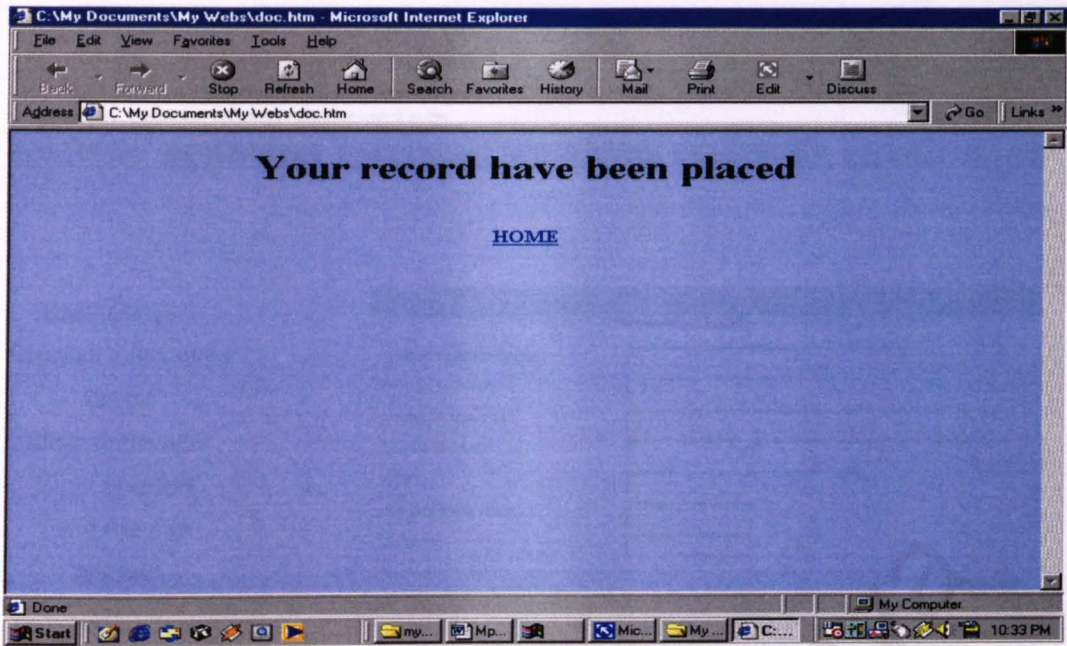 C:\My Documents\My Webs\doc.htm - Microsoft Internet Explorer
File Edit View Favorites Tools Help
Back Forward Stop Refresh Home Search Favorites History Mail Print Edit Discuss
Address C:\My Documents\My Webs\doc.htm Go Links »
Your record have been placed
HOME
Done My Computer
Start my... Mp... Mic... My ... C:... 10:33 PM